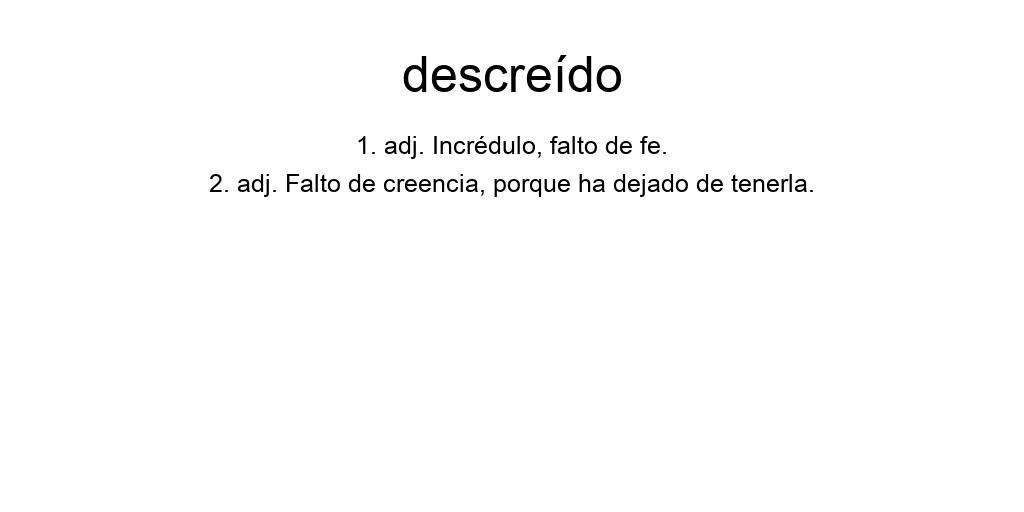 descreído
1. adj. Incrédulo, falto de fe.
2. adj. Falto de creencia, porque ha dejado de tenerla.